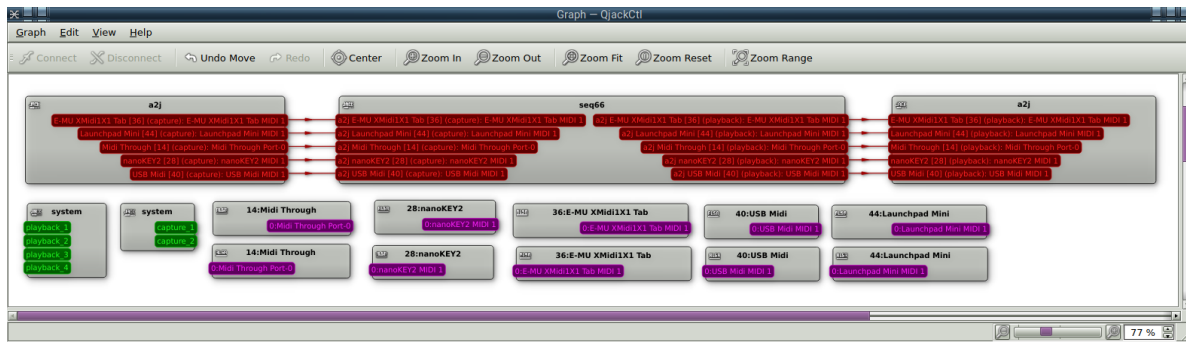 Graph — QjackCtl
Graph Edit View Help
Connect Disconnect Undo Move Redo Center Zoom In Zoom Out Zoom Fit Zoom Reset Zoom Range
a2j
E-MU XMidi1X1 Tab [36] (capture): E-MU XMidi1X1 Tab MIDI 1
Launchpad Mini [44] (capture): Launchpad Mini MIDI 1
Midi Through [14] (capture): Midi Through Port-0
nanoKEY2 [28] (capture): nanoKEY2 MIDI 1
USB Midi [40] (capture): USB Midi MIDI 1
seq66
a2j E-MU XMidi1X1 Tab [36] (capture): E-MU XMidi1X1 Tab MIDI 1
a2j Launchpad Mini [44] (capture): Launchpad Mini MIDI 1
a2j Midi Through [14] (capture): Midi Through Port-0
a2j nanoKEY2 [28] (capture): nanoKEY2 MIDI 1
a2j USB Midi [40] (capture): USB Midi MIDI 1
a2j E-MU XMidi1X1 Tab [36] (playback): E-MU XMidi1X1 Tab MIDI 1
a2j Launchpad Mini [44] (playback): Launchpad Mini MIDI 1
a2j Midi Through [14] (playback): Midi Through Port-0
a2j nanoKEY2 [28] (playback): nanoKEY2 MIDI 1
a2j USB Midi [40] (playback): USB Midi MIDI 1
a2j
E-MU XMidi1X1 Tab [36] (playback): E-MU XMidi1X1 Tab MIDI 1
Launchpad Mini [44] (playback): Launchpad Mini MIDI 1
Midi Through [14] (playback): Midi Through Port-0
nanoKEY2 [28] (playback): nanoKEY2 MIDI 1
USB Midi [40] (playback): USB Midi MIDI 1
system
playback_1
playback_2
playback_3
playback_4
system
capture_1
capture_2
14:Midi Through
0:Midi Through Port-0
28:nanoKEY2
0:nanoKEY2 MIDI 1
36:E-MU XMidi1X1 Tab
0:E-MU XMidi1X1 Tab MIDI 1
40:USB Midi
0:USB Midi MIDI 1
44:Launchpad Mini
0:Launchpad Mini MIDI 1
14:Midi Through
0:Midi Through Port-0
28:nanoKEY2
0:nanoKEY2 MIDI 1
36:E-MU XMidi1X1 Tab
0:E-MU XMidi1X1 Tab MIDI 1
40:USB Midi
0:USB Midi MIDI 1
44:Launchpad Mini
0:Launchpad Mini MIDI 1
77 %